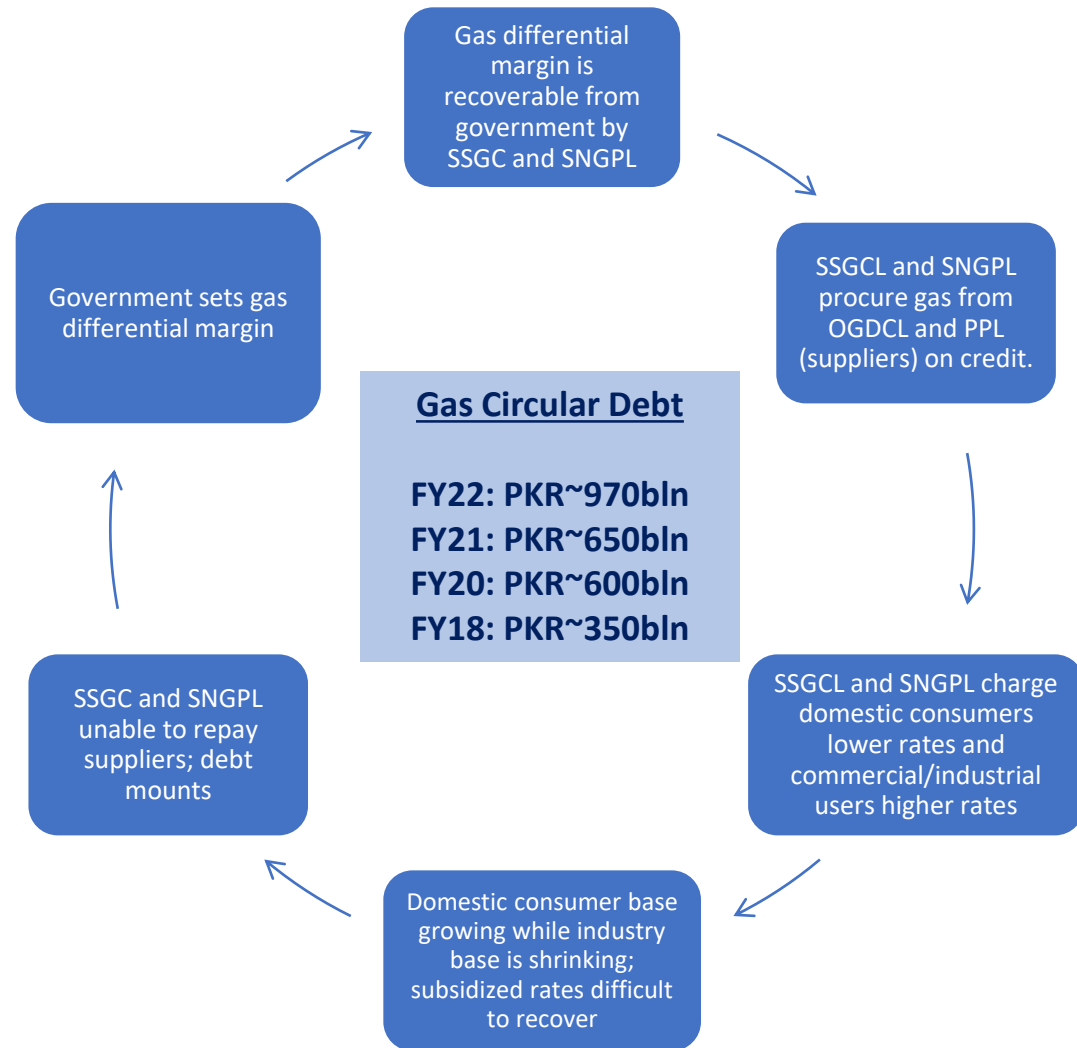 Gas differential
margin is
recoverable from
government by
SSGC and SNGPL
SSGCL and SNGPL
procure gas from
OGDCL and PPL
(suppliers) on credit.
SSGCL and SNGPL charge
domestic consumers
lower rates and
commercial/industrial
users higher rates
Domestic consumer base
growing while industry
base is shrinking;
subsidized rates difficult
to recover
SSGC and SNGPL
unable to repay
suppliers; debt
mounts
Government sets gas
differential margin
Gas Circular Debt
FY22: PKR~970bln
FY21: PKR~650bln
FY20: PKR~600bln
FY18: PKR~350bln